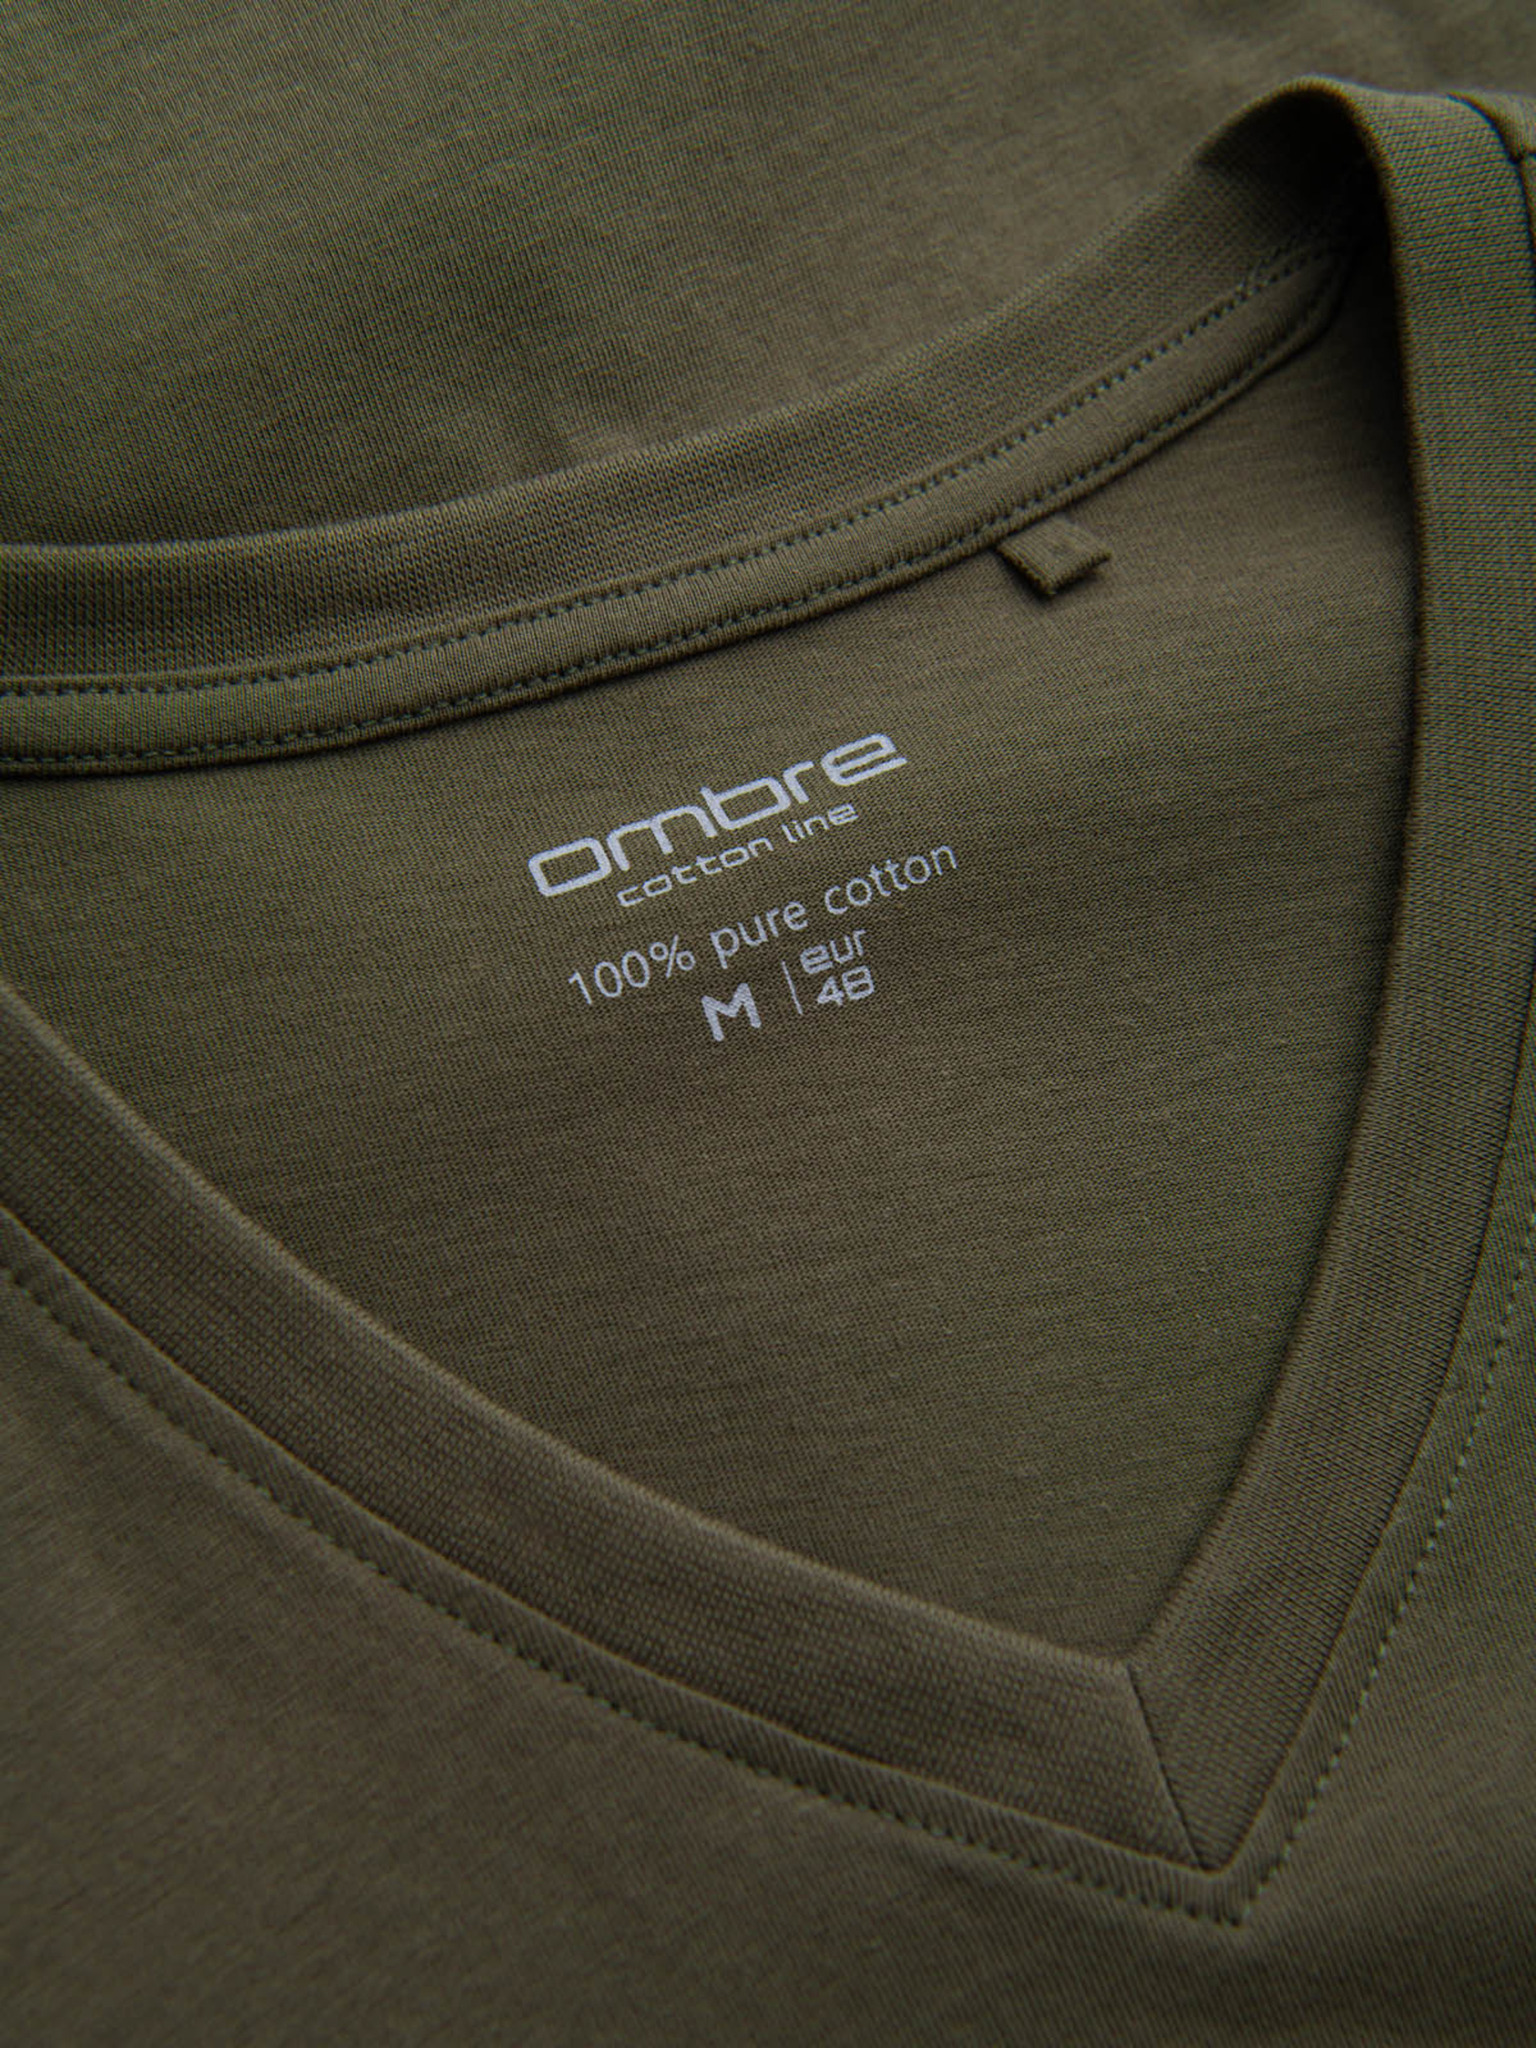 ombre
cotton line
100% pure cotton
M | eur
48